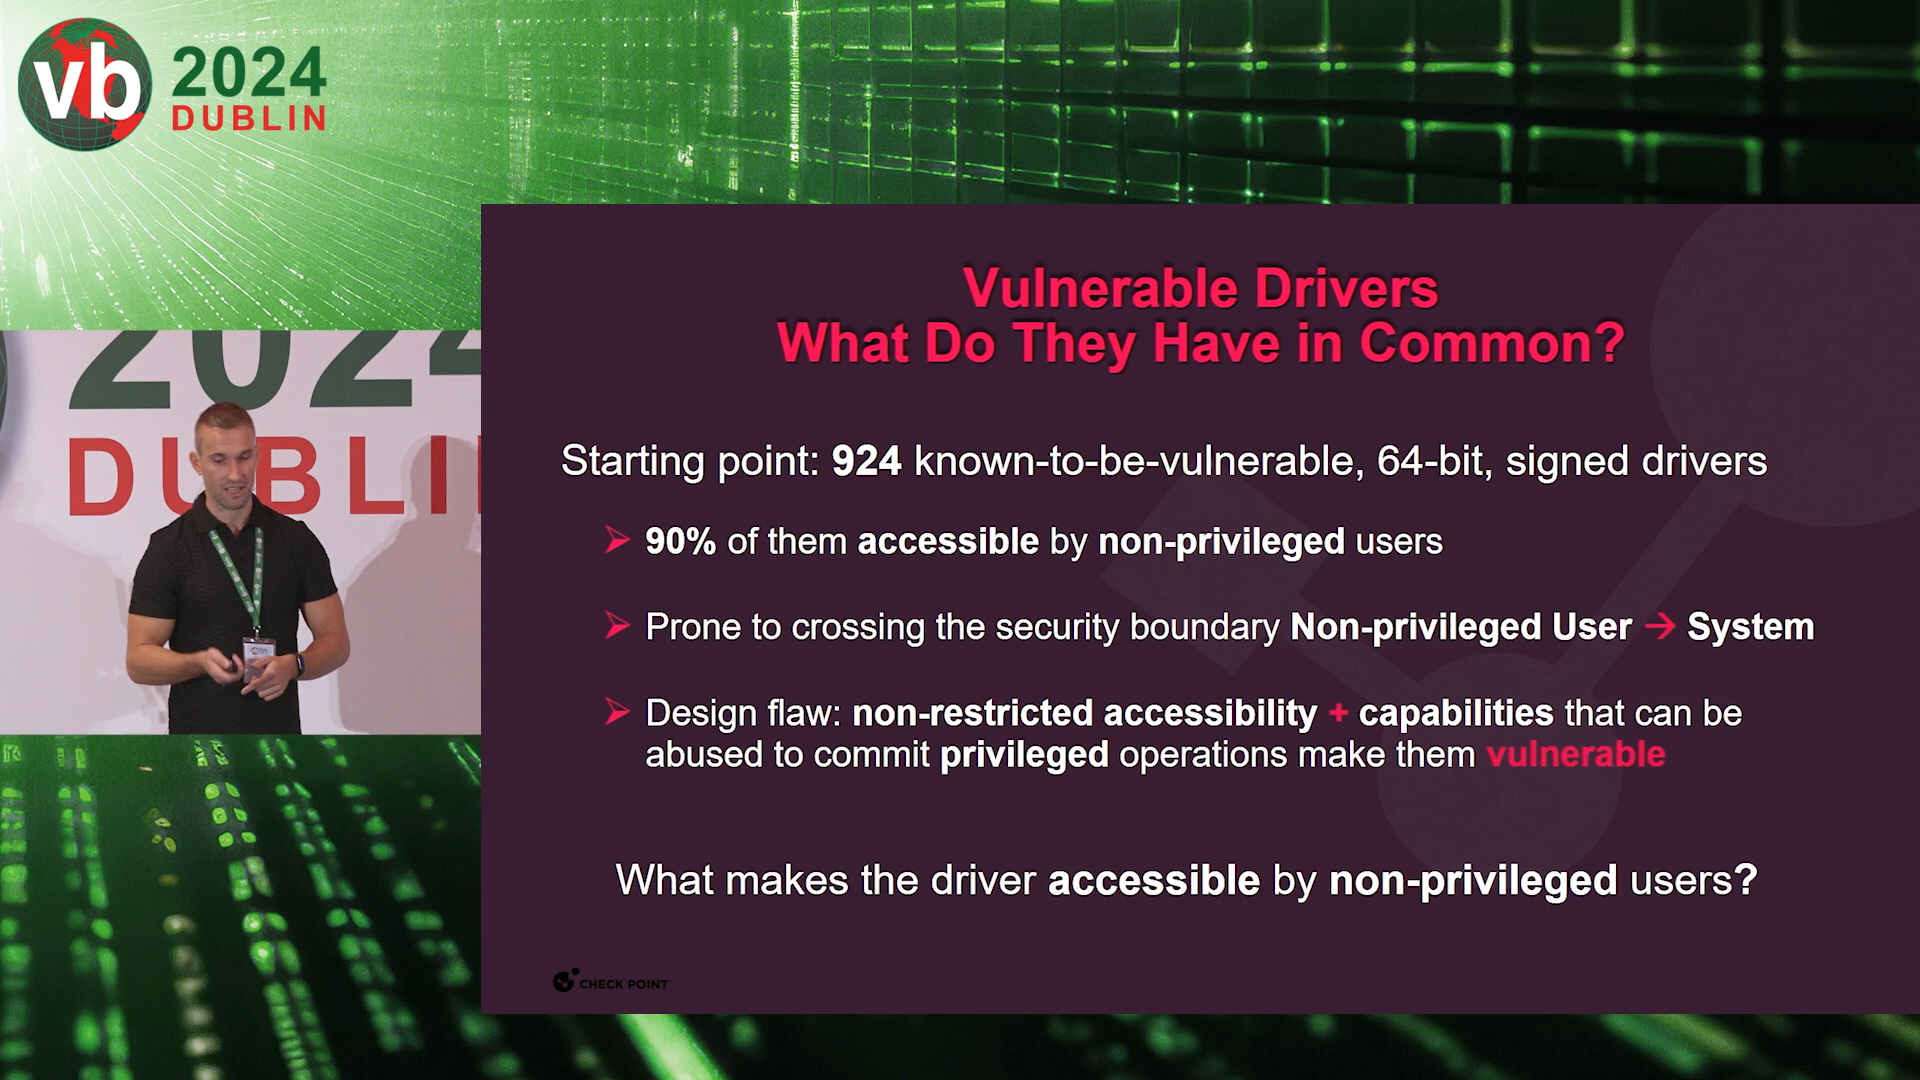 vb 2024
DUBLIN
2024
DUBLIN
Vulnerable Drivers
What Do They Have in Common?
Starting point: 924 known-to-be-vulnerable, 64-bit, signed drivers
➢ 90% of them accessible by non-privileged users
➢ Prone to crossing the security boundary Non-privileged User → System
➢ Design flaw: non-restricted accessibility + capabilities that can be
abused to commit privileged operations make them vulnerable
What makes the driver accessible by non-privileged users?
CHECK POINT